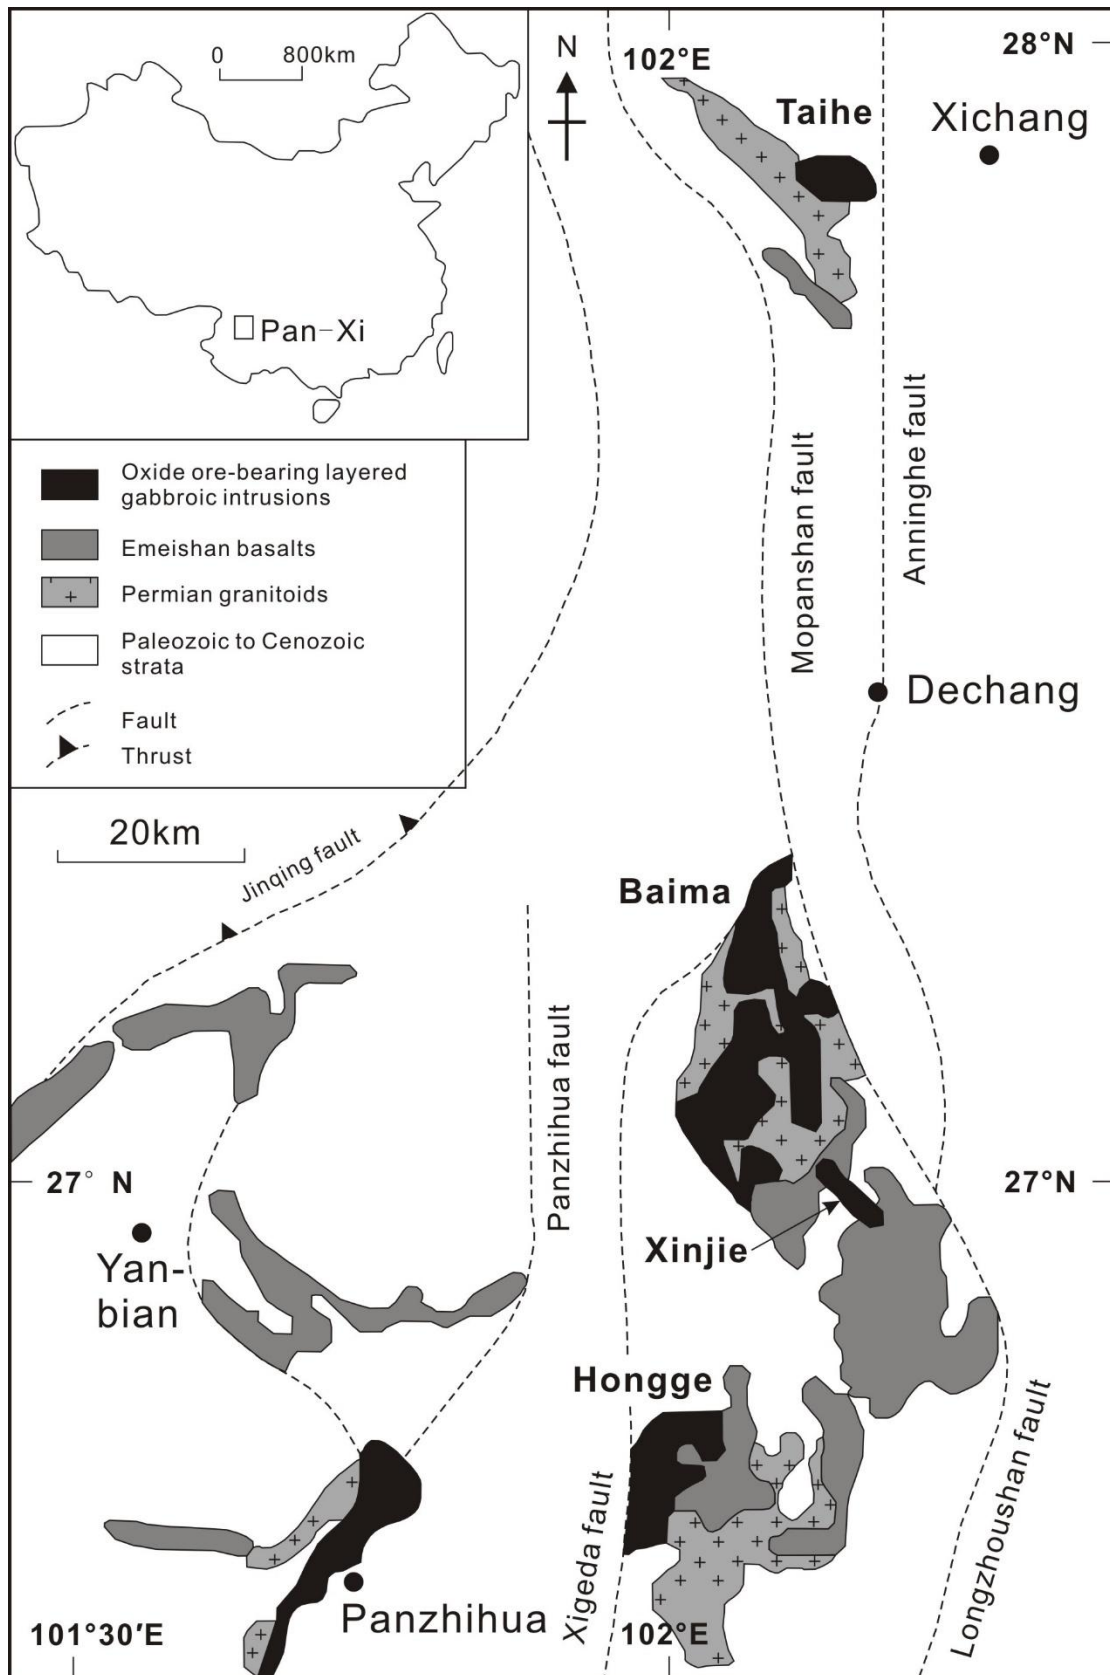 0 800km
Pan-Xi
N
102°E
28°N
Taihe
Xichang
Oxide ore-bearing layered
gabbroic intrusions
Emeishan basalts
Permian granitoids
Paleozoic to Cenozoic
strata
Fault
Thrust
Mopanshan fault
Anninghe fault
Dechang
20km
Jinqing fault
Baima
Panzhihua fault
27° N
27°N
Yan-
bian
Xinjie
Hongge
Xigeda fault
Longzhoushan fault
Panzhihua
101°30'E
102°E